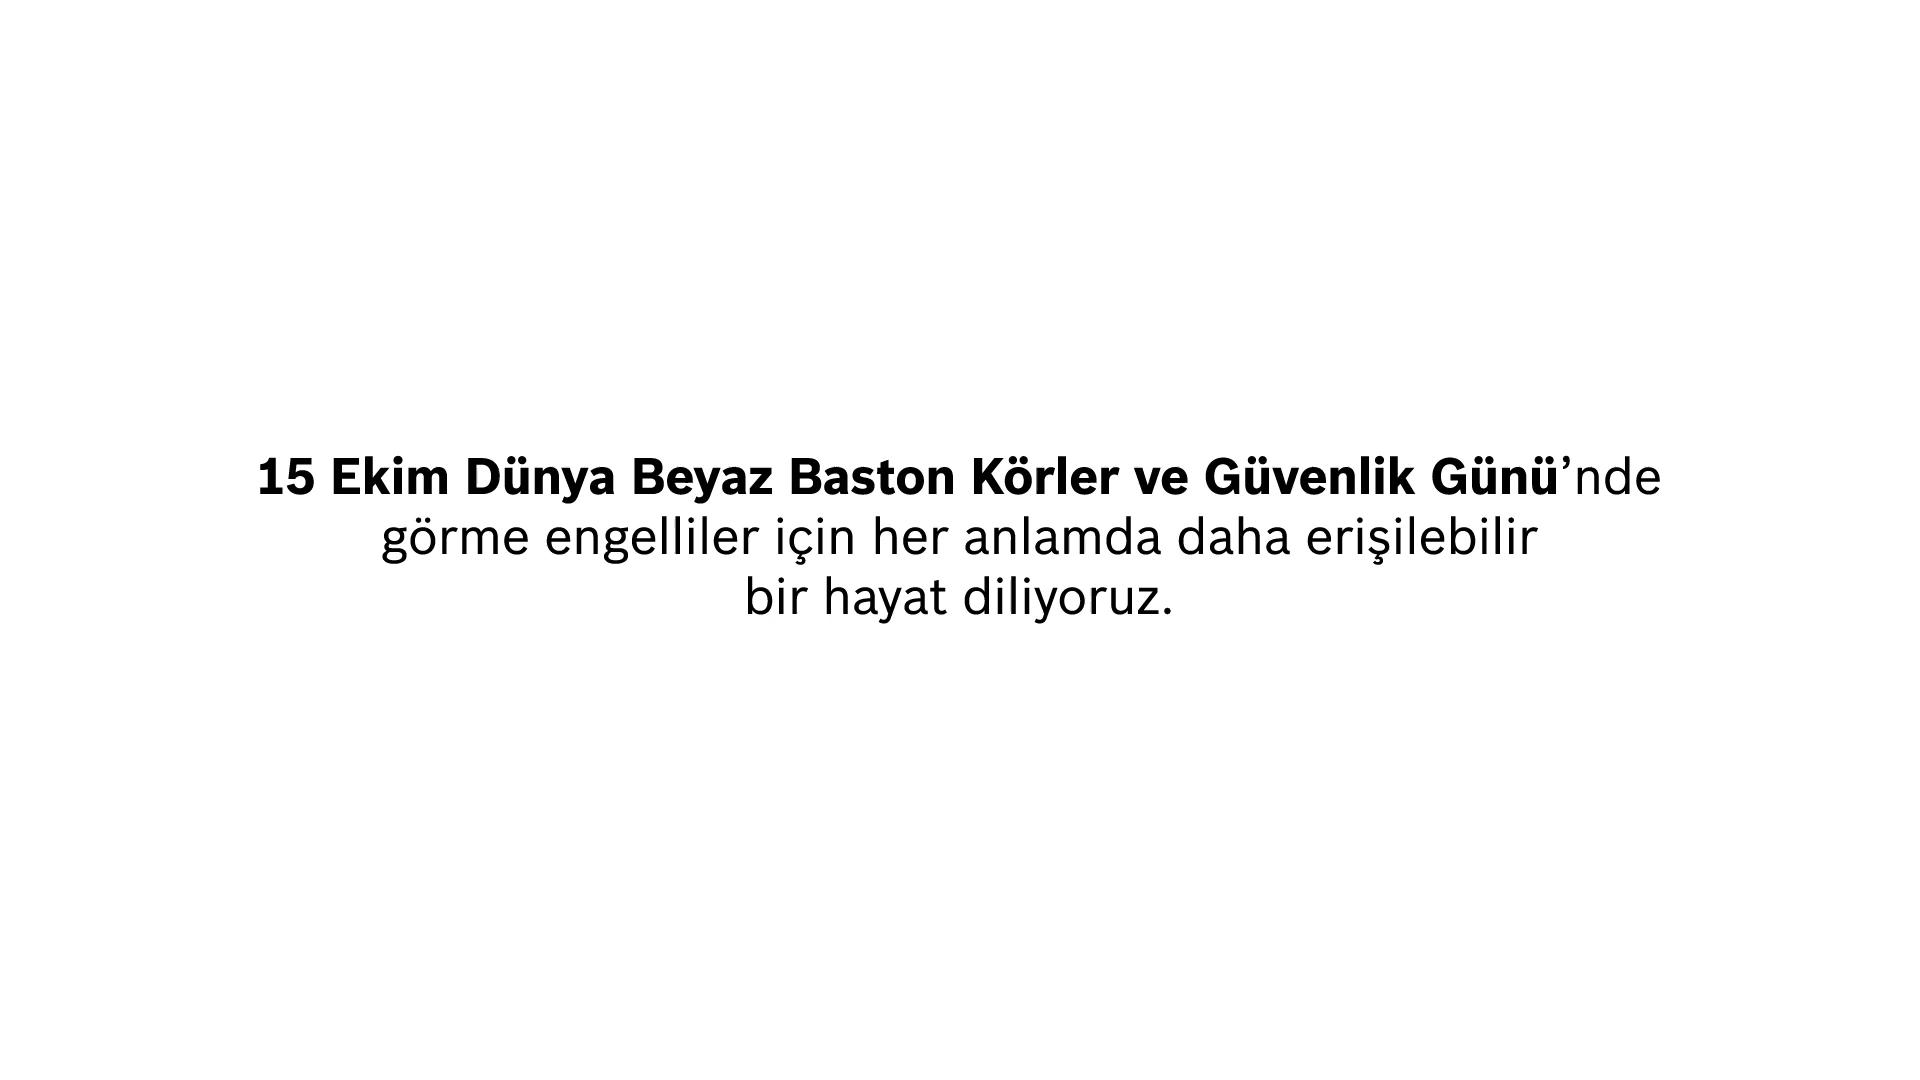 15 Ekim Dünya Beyaz Baston Körler ve Güvenlik Günü’nde
görme engelliler için her anlamda daha erişilebilir
bir hayat diliyoruz.